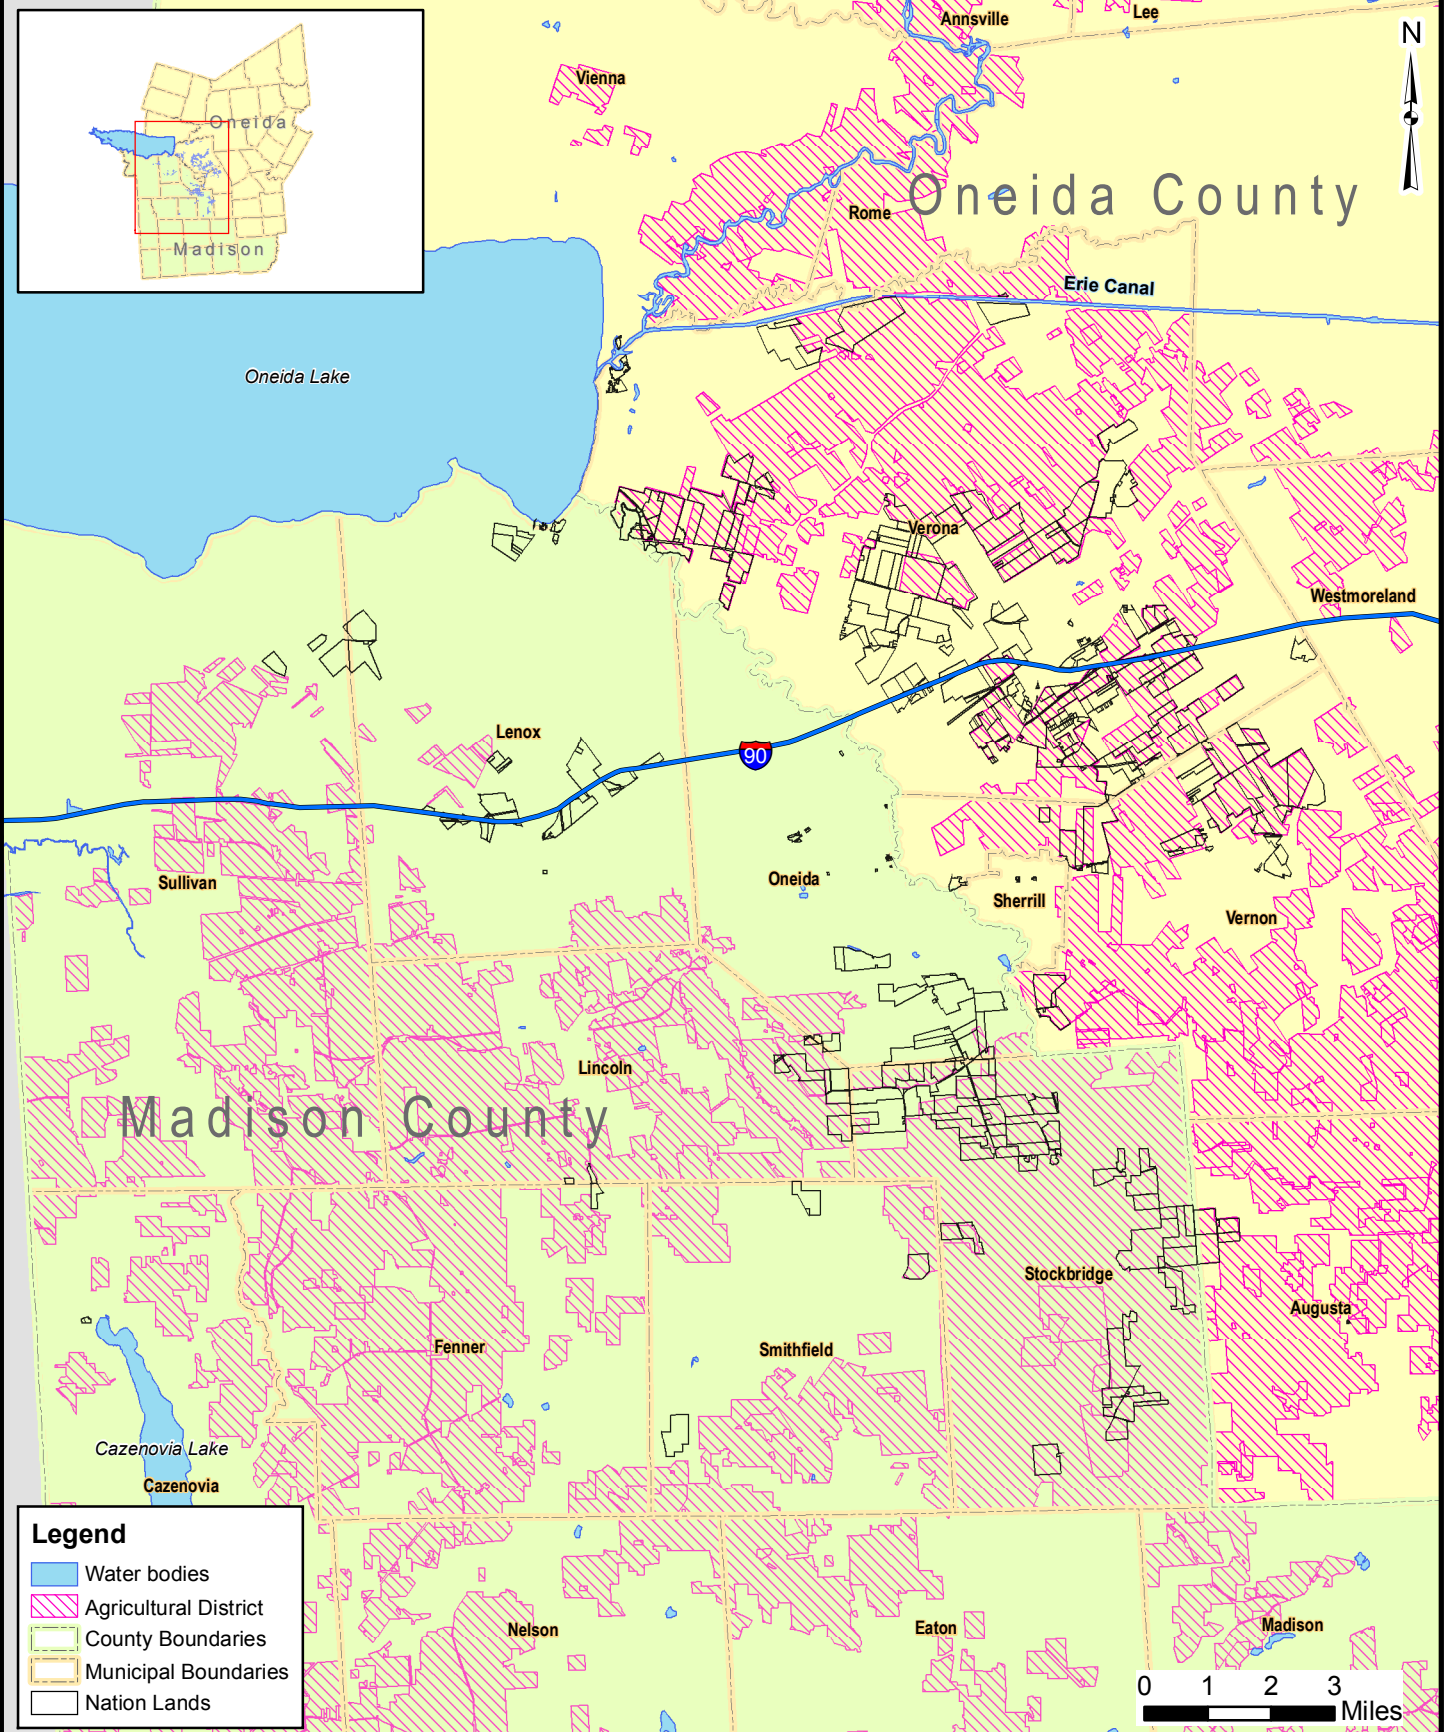 Annsville
Lee
N
Vienna
Oneida
Madison
Rome
Oneida County
Erie Canal
Oneida Lake
Verona
Westmoreland
Lenox
90
Sullivan
Oneida
Sherrill
Vernon
Lincoln
Madison County
Stockbridge
Augusta
Fenner
Smithfield
Cazenovia Lake
Cazenovia
Legend
Water bodies
Agricultural District
County Boundaries
Municipal Boundaries
Nation Lands
Nelson
Eaton
Madison
0 1 2 3
Miles